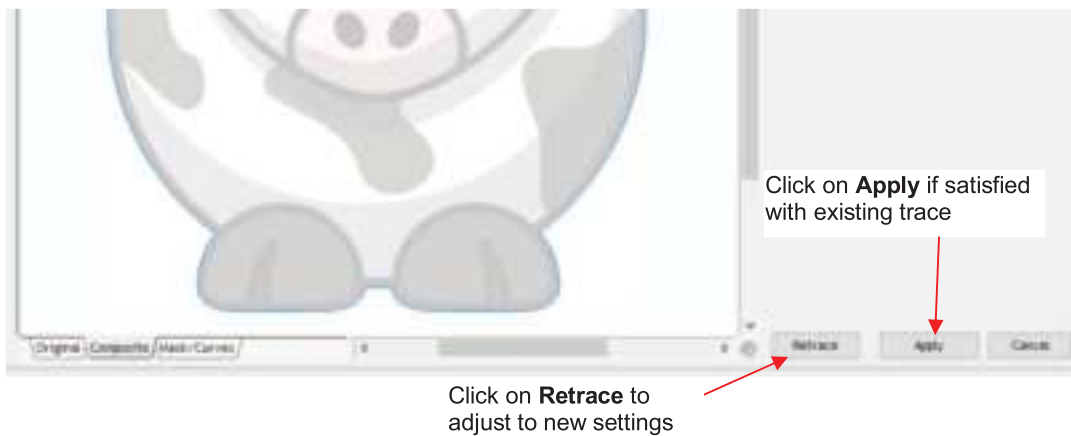 Click on Apply if satisfied
with existing trace
Original Composite Mask/Curves
Retrace Apply Cancel
Click on Retrace to
adjust to new settings